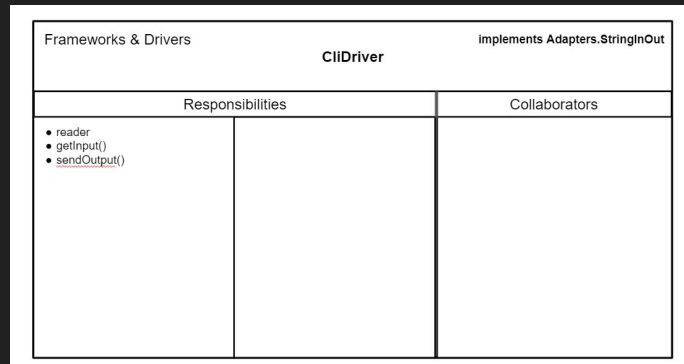 Frameworks & Drivers
implements Adapters.StringInOut
CliDriver
Responsibilities
Collaborators
● reader
● getInput()
● sendOutput()